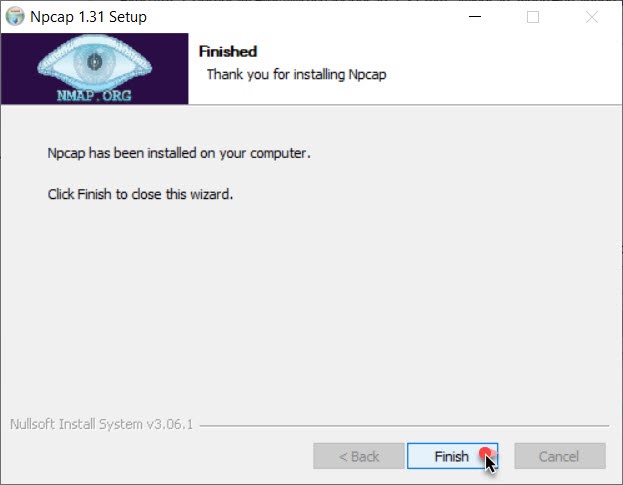 Npcap 1.31 Setup
NMAP.ORG
Finished
Thank you for installing Npcap
Npcap has been installed on your computer.
Click Finish to close this wizard.
Nullsoft Install System v3.06.1
< Back
Finish
Cancel